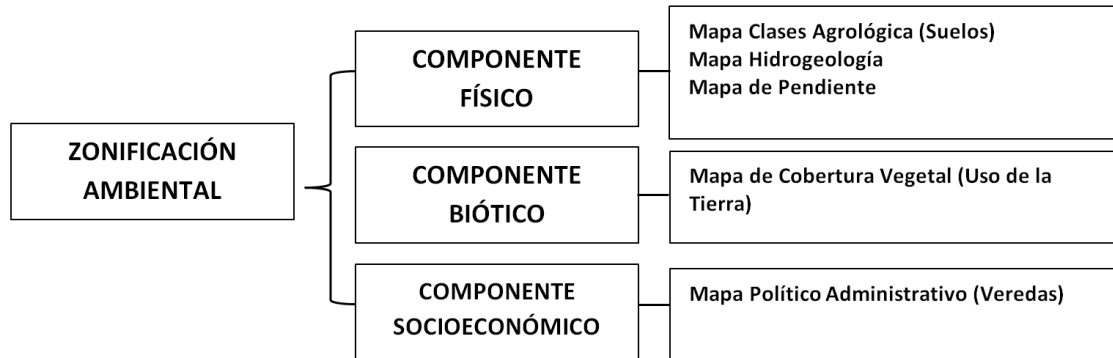 ZONIFICACIÓN
AMBIENTAL
COMPONENTE
FÍSICO
Mapa Clases Agrológica (Suelos)
Mapa Hidrogeología
Mapa de Pendiente
COMPONENTE
BIÓTICO
Mapa de Cobertura Vegetal (Uso de la
Tierra)
COMPONENTE
SOCIOECONÓMICO
Mapa Político Administrativo (Veredas)